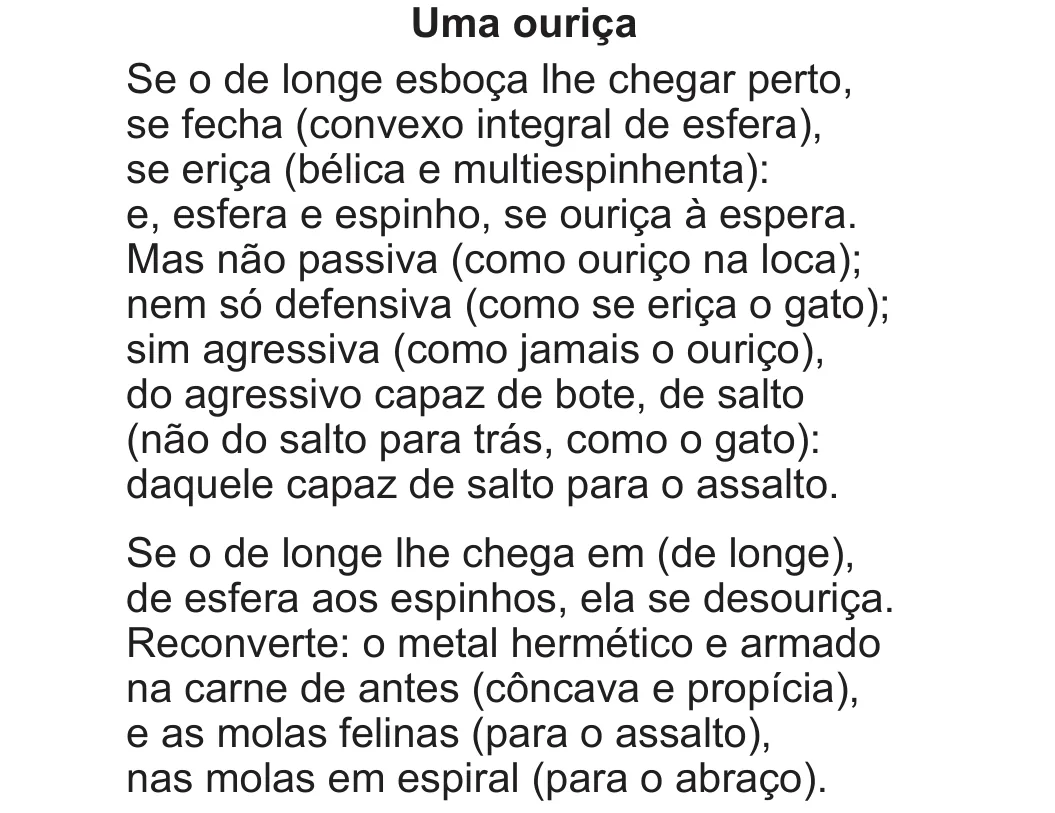 Uma ouriça
Se o de longe esboça lhe chegar perto,
se fecha (convexo integral de esfera),
se eriça (bélica e multiespinhenta):
e, esfera e espinho, se ouriça à espera.
Mas não passiva (como ouriço na loca);
nem só defensiva (como se eriça o gato);
sim agressiva (como jamais o ouriço),
do agressivo capaz de bote, de salto
(não do salto para trás, como o gato):
daquele capaz de salto para o assalto.
Se o de longe lhe chega em (de longe),
de esfera aos espinhos, ela se desouriça.
Reconverte: o metal hermético e armado
na carne de antes (côncava e propícia),
e as molas felinas (para o assalto),
nas molas em espiral (para o abraço).